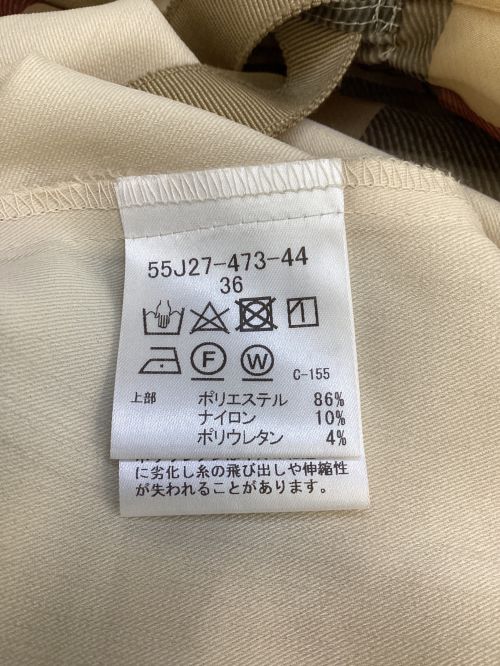 55J27-473-44
36
F W C-155
上部 ポリエステル 86%
ナイロン 10%
ポリウレタン 4%
に劣化し糸の飛び出しや伸縮性
が失われることがあります。